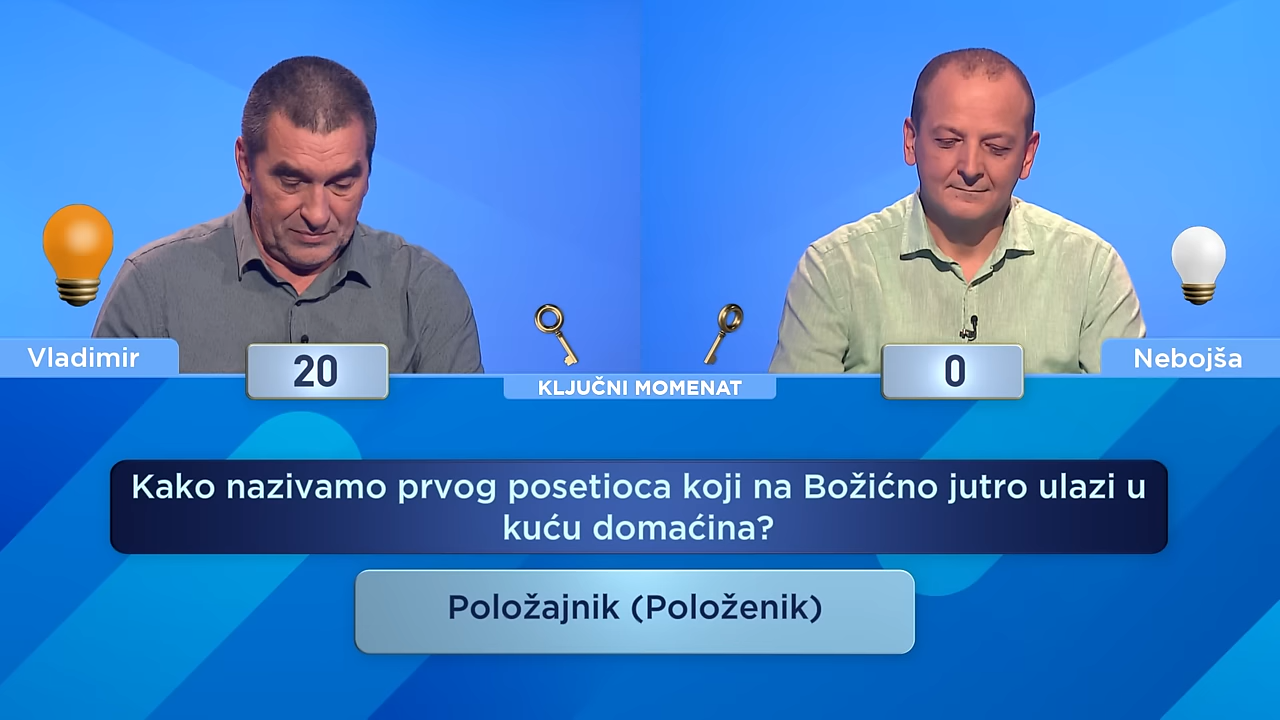 Vladimir
20
KLJUČNI MOMENAT
0
Nebojša
Kako nazivamo prvog posetioca koji na Božićno jutro ulazi u
kuću domaćina?
Položajnik (Položenik)